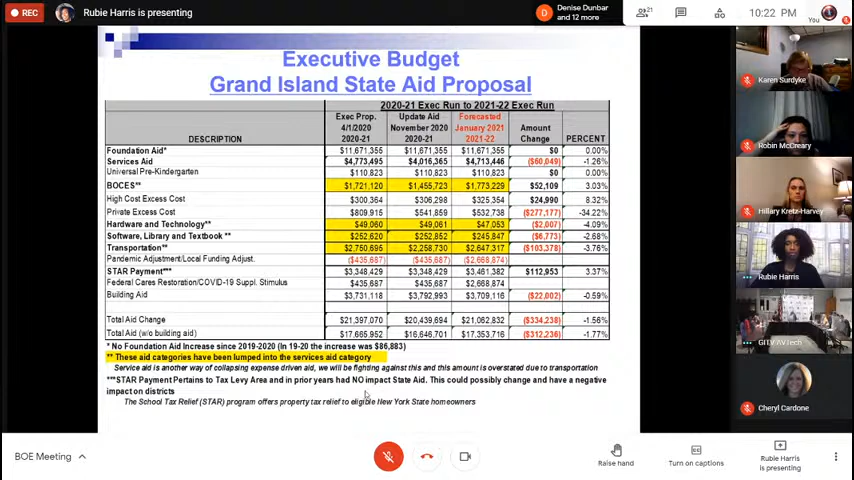 REC
Rubie Harris is presenting
Denise Dunbar
and 12 more
21
10:22 PM
You
Executive Budget
Grand Island State Aid Proposal
2020-21 Exec Run to 2021-22 Exec Run
DESCRIPTION
Exec Prop. 4/1/2020 2020-21
Update Aid November 2020 2020-21
Forecasted January 2021 2021-22
Amount Change
PERCENT
Foundation Aid* $11,671,355 $11,671,355 $11,671,355 $0 0.00%
Services Aid $4,773,495 $4,016,365 $4,713,446 ($60,049) -1.26%
Universal Pre-Kindergarten $110,823 $110,823 $110,823 $0 0.00%
BOCES** $1,721,120 $1,455,723 $1,773,229 $52,109 3.03%
High Cost Excess Cost $300,364 $306,298 $325,354 $24,990 8.32%
Private Excess Cost $809,915 $541,859 $532,738 ($277,177) -34.22%
Hardware and Technology** $49,060 $49,061 $47,053 ($2,007) -4.09%
Software, Library and Textbook ** $252,620 $252,852 $245,847 ($6,773) -2.68%
Transportation** $2,750,695 $2,258,730 $2,647,317 ($103,378) -3.76%
Pandemic Adjustment/Local Funding Adjust. ($435,687) ($435,687) ($2,668,874)
STAR Payment*** $3,348,429 $3,348,429 $3,461,382 $112,953 3.37%
Federal Cares Restoration/COVID-19 Suppl. Stimulus $435,687 $435,687 $2,668,874
Building Aid $3,731,118 $3,792,993 $3,709,116 ($22,002) -0.59%
Total Aid Change $21,397,070 $20,439,694 $21,062,832 ($334,238) -1.56%
Total Aid (w/o building aid) $17,665,952 $16,646,701 $17,353,716 ($312,236) -1.77%
* No Foundation Aid Increase since 2019-2020 (In 19-20 the increase was $86,883)
** These aid categories have been lumped into the services aid category
Service aid is another way of collapsing expense driven aid, we will be fighting against this and this amount is overstated due to transportation
***STAR Payment Pertains to Tax Levy Area and in prior years had NO impact State Aid. This could possibly change and have a negative
impact on districts
The School Tax Relief (STAR) program offers property tax relief to eligible New York State homeowners
Karen Surdyke
Robin McCreary
Hillary Kretz-Harvey
Rubie Harris
GITV AVTech
Cheryl Cardone
BOE Meeting
Raise hand
Turn on captions
Rubie Harris
is presenting